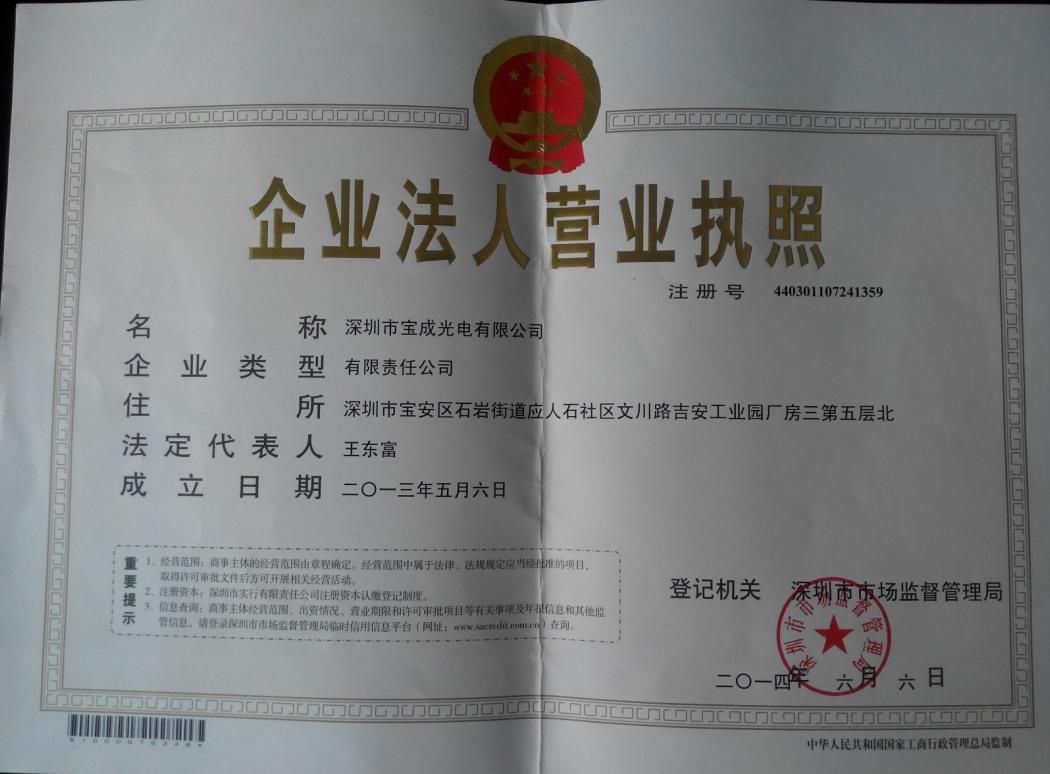 企业法人营业执照
注册号 440301107241359
名称 深圳市宝成光电有限公司
企业类型 有限责任公司
住所 深圳市宝安区石岩街道应人石社区文川路吉安工业园厂房三第五层北
法定代表人 王东富
成立日期 二〇一三年五月六日
重要提示
1、经营范围：商事主体的经营范围由章程确定。经营范围中属于法律、法规规定应当经批准的项目，
取得许可审批文件后方可开展相关经营活动。
2、注册资本：深圳市实行有限责任公司注册资本认缴登记制度。
3、信息查询：商事主体经营范围、出资情况、营业期限和许可审批项目等有关事项及年报信息和其他监
管信息，请登录深圳市市场监督管理局临时信用信息平台（网址：www.szcredit.com.cn）查询。
登记机关 深圳市市场监督管理局
深圳市市场监督管理局
二〇一四年 六月 六日
中华人民共和国国家工商行政管理总局监制